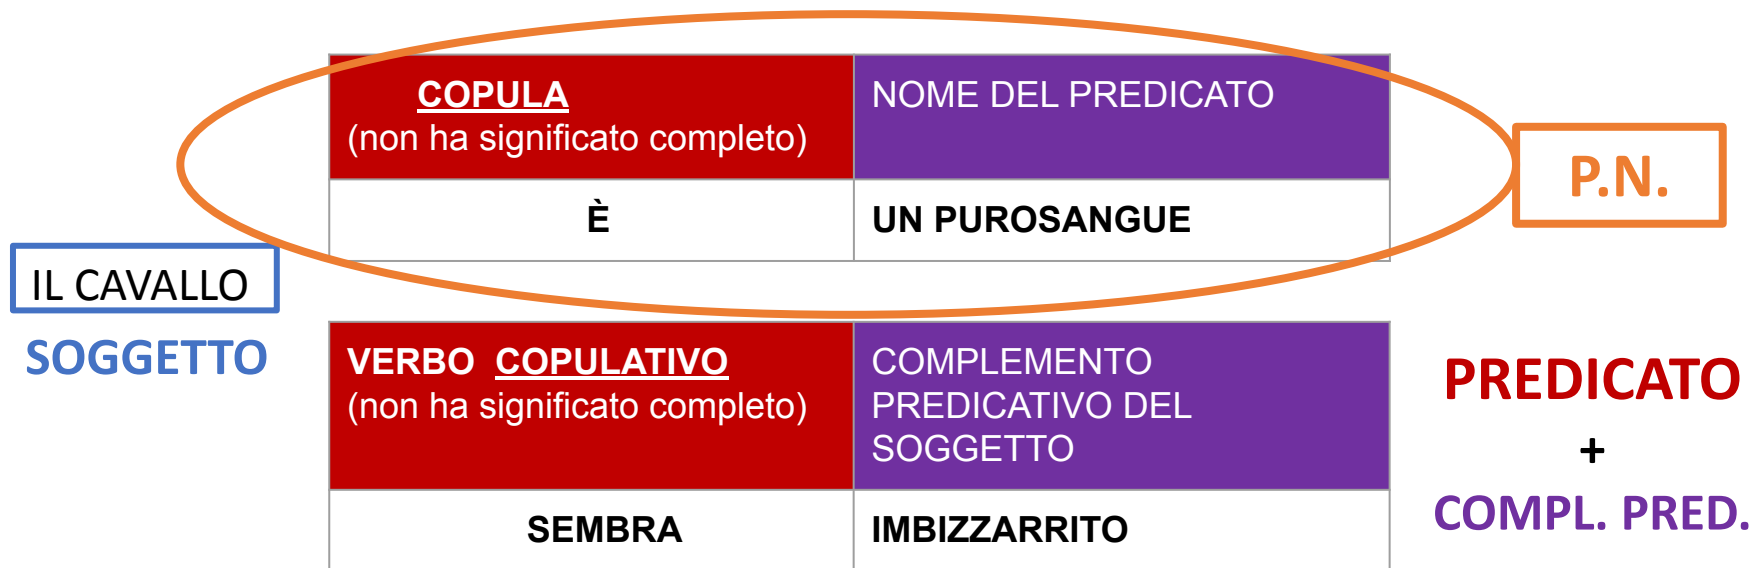 COPULA
(non ha significato completo)
NOME DEL PREDICATO
È
UN PUROSANGUE
P.N.
IL CAVALLO
SOGGETTO
VERBO COPULATIVO
(non ha significato completo)
COMPLEMENTO
PREDICATIVO DEL
SOGGETTO
SEMBRA
IMBIZZARRITO
PREDICATO
+
COMPL. PRED.